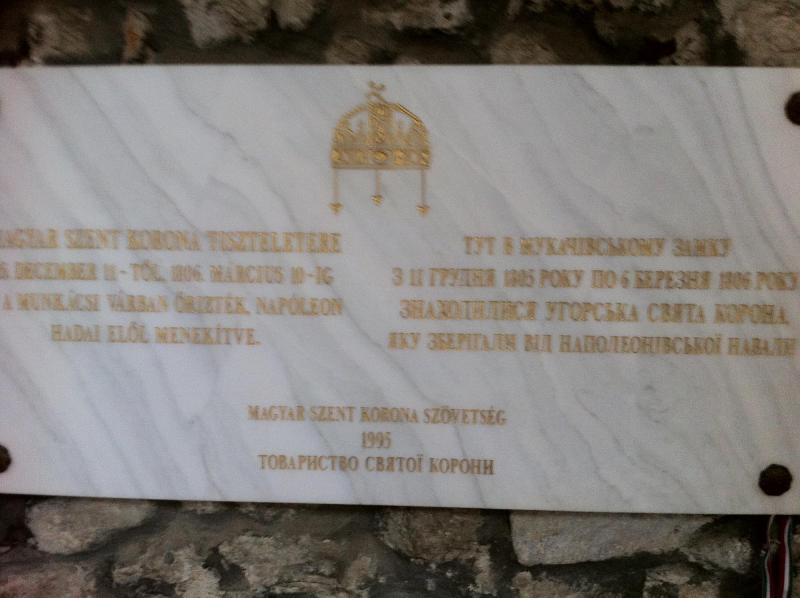 MAGYAR SZENT KORONA TISZTELETÉRE
5. DECEMBER 11-TŐL, 1806. MÁRCIUS 10-IG
A MUNKÁCSI VÁRBAN ŐRIZTÉK, NAPÓLEON
HADAI ELŐL MENEKÍTVE.
ТУТ В МУКАЧІВСЬКОМУ ЗАМКУ
З 11 ГРУДНЯ 1805 РОКУ ПО 6 БЕРЕЗНЯ 1806 РОКУ
ЗНАХОДИЛИСЯ УГОРСЬКА СВЯТА КОРОНА,
ЯКУ ЗБЕРІГАЛИ ВІД НАПОЛЕОНІВСЬКОЇ НАВАЛИ
MAGYAR SZENT KORONA SZÖVETSÉG
1995
ТОВАРИСТВО СВЯТОЇ КОРОНИ